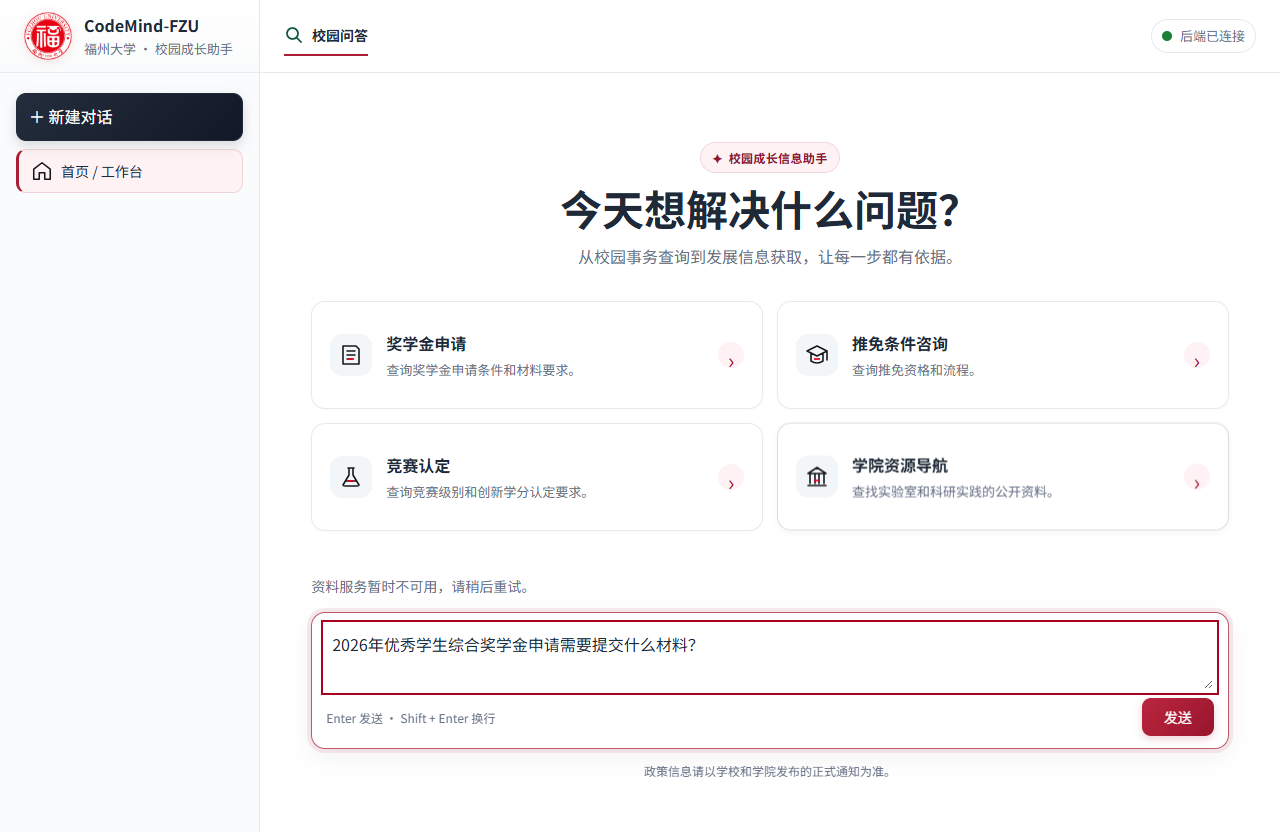 CodeMind-FZU
福州大学 · 校园成长助手
校园问答
后端已连接
+ 新建对话
首页 / 工作台
✦ 校园成长信息助手
今天想解决什么问题？
从校园事务查询到发展信息获取，让每一步都有依据。
奖学金申请
查询奖学金申请条件和材料要求。
推免条件咨询
查询推免资格和流程。
竞赛认定
查询竞赛级别和创新学分认定要求。
学院资源导航
查找实验室和科研实践的公开资料。
资料服务暂时不可用，请稍后重试。
2026年优秀学生综合奖学金申请需要提交什么材料？
Enter 发送 · Shift + Enter 换行
发送
政策信息请以学校和学院发布的正式通知为准。